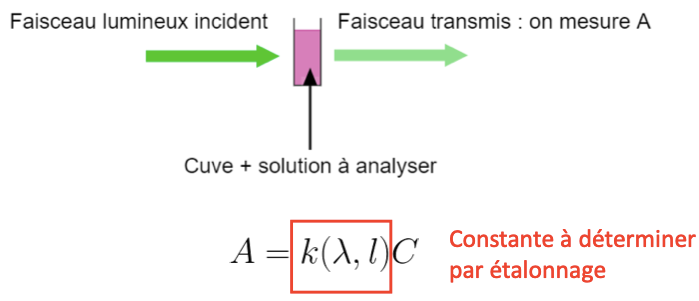 Faisceau lumineux incident
Faisceau transmis : on mesure A
Cuve + solution à analyser
A = k(λ, l)C
Constante à déterminer
par étalonnage